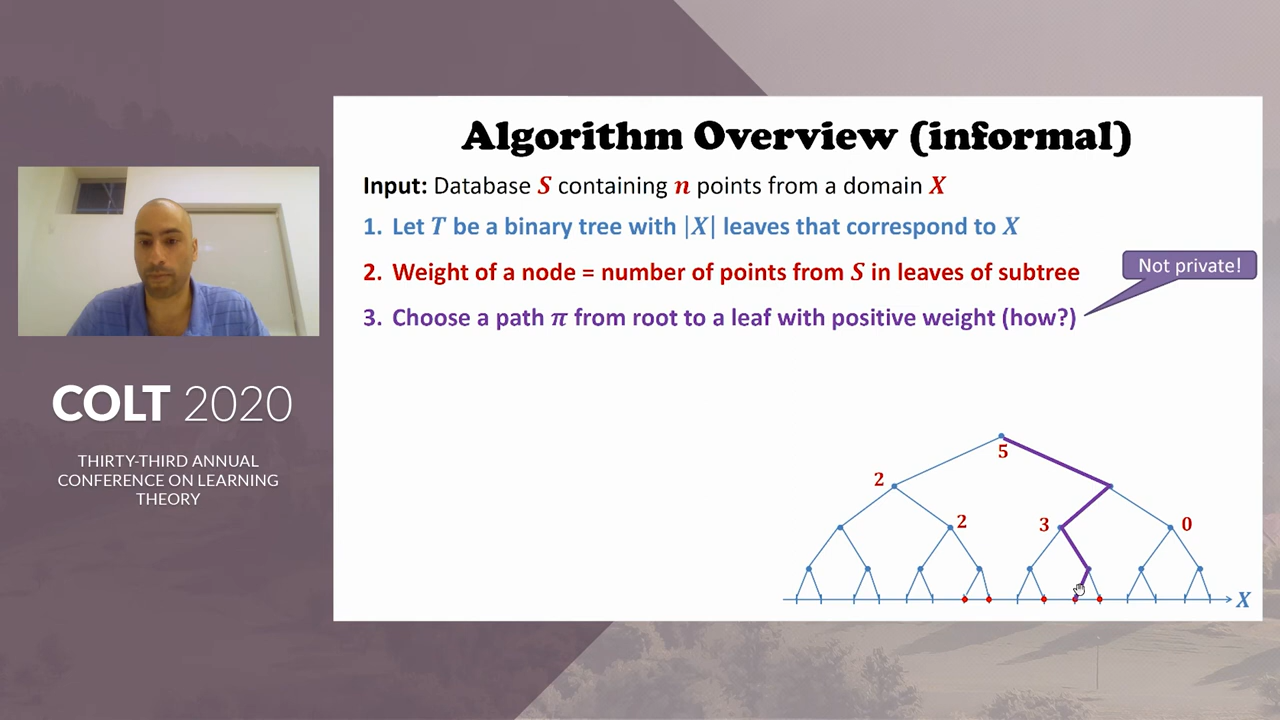 Algorithm Overview (informal)
Input: Database S containing n points from a domain X
1. Let T be a binary tree with |X| leaves that correspond to X
2. Weight of a node = number of points from S in leaves of subtree
Not private!
3. Choose a path π from root to a leaf with positive weight (how?)
COLT 2020
THIRTY-THIRD ANNUAL
CONFERENCE ON LEARNING
THEORY
5
2
2
3
0
X